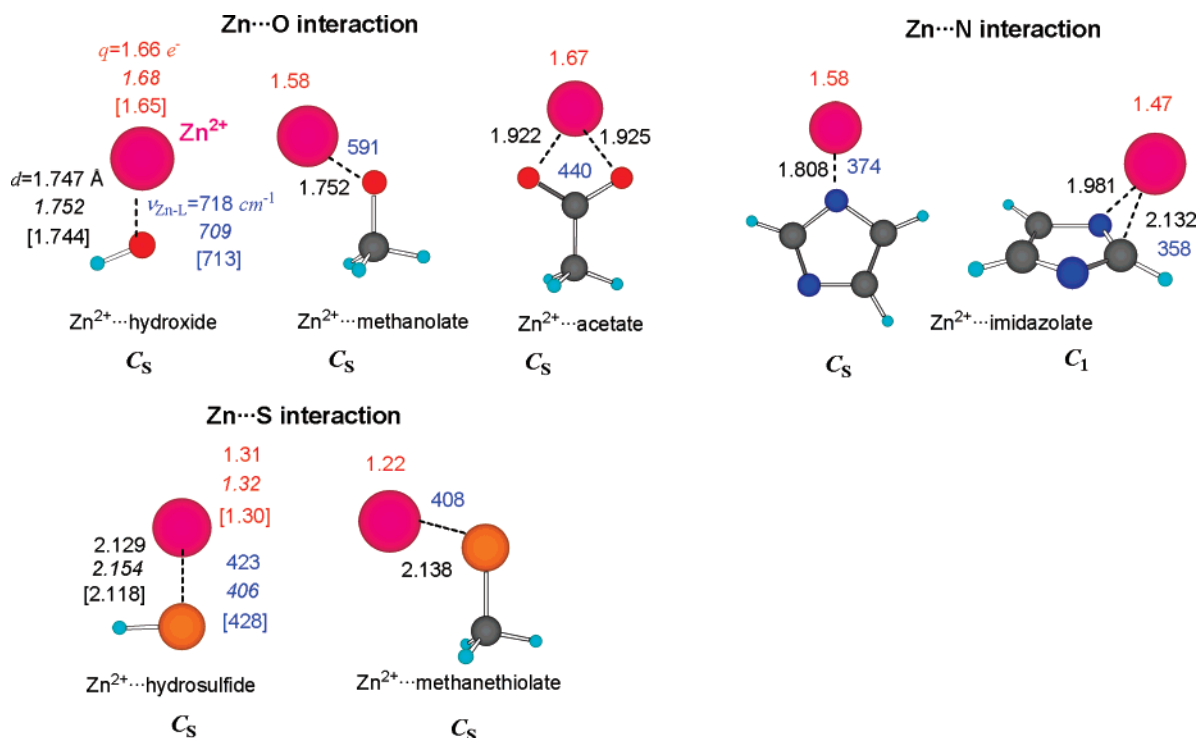 Zn···O interaction
q=1.66 e⁻
1.68
[1.65]
Zn²⁺
d=1.747 Å
1.752
[1.744]
νZn-L=718 cm⁻¹
709
[713]
Zn²⁺···hydroxide
CS
1.58
591
1.752
Zn²⁺···methanolate
CS
1.67
1.922
1.925
440
Zn²⁺···acetate
CS
Zn···N interaction
1.58
1.808
374
CS
1.47
1.981
2.132
358
Zn²⁺···imidazolate
C1
Zn···S interaction
1.31
1.32
[1.30]
2.129
2.154
[2.118]
423
406
[428]
Zn²⁺···hydrosulfide
CS
1.22
408
2.138
Zn²⁺···methanethiolate
CS